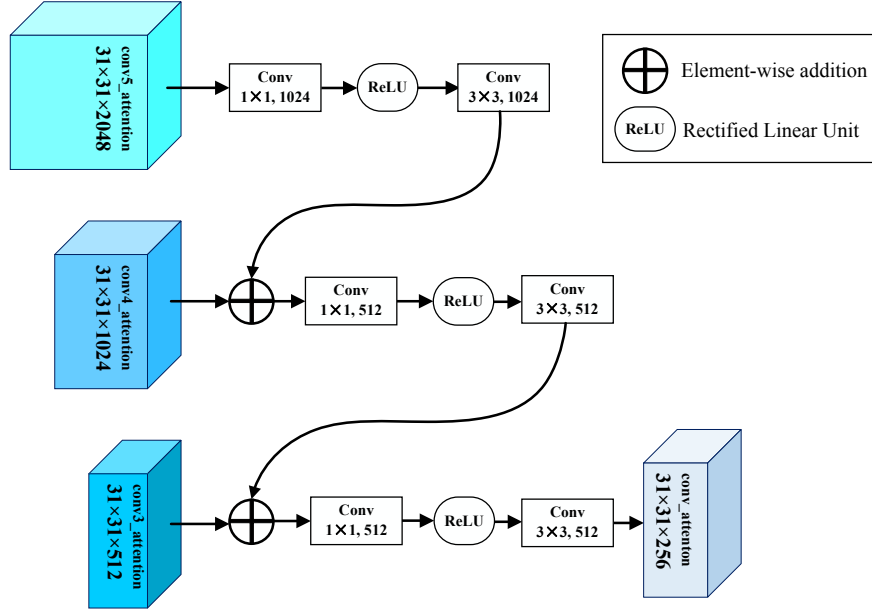 conv5_attention
31×31×2048
Conv
1×1, 1024
ReLU
Conv
3×3, 1024
Element-wise addition
ReLU
Rectified Linear Unit
conv4_attention
31×31×1024
Conv
1×1, 512
ReLU
Conv
3×3, 512
conv3_attention
31×31×512
Conv
1×1, 512
ReLU
Conv
3×3, 512
conv_attenton
31×31×256